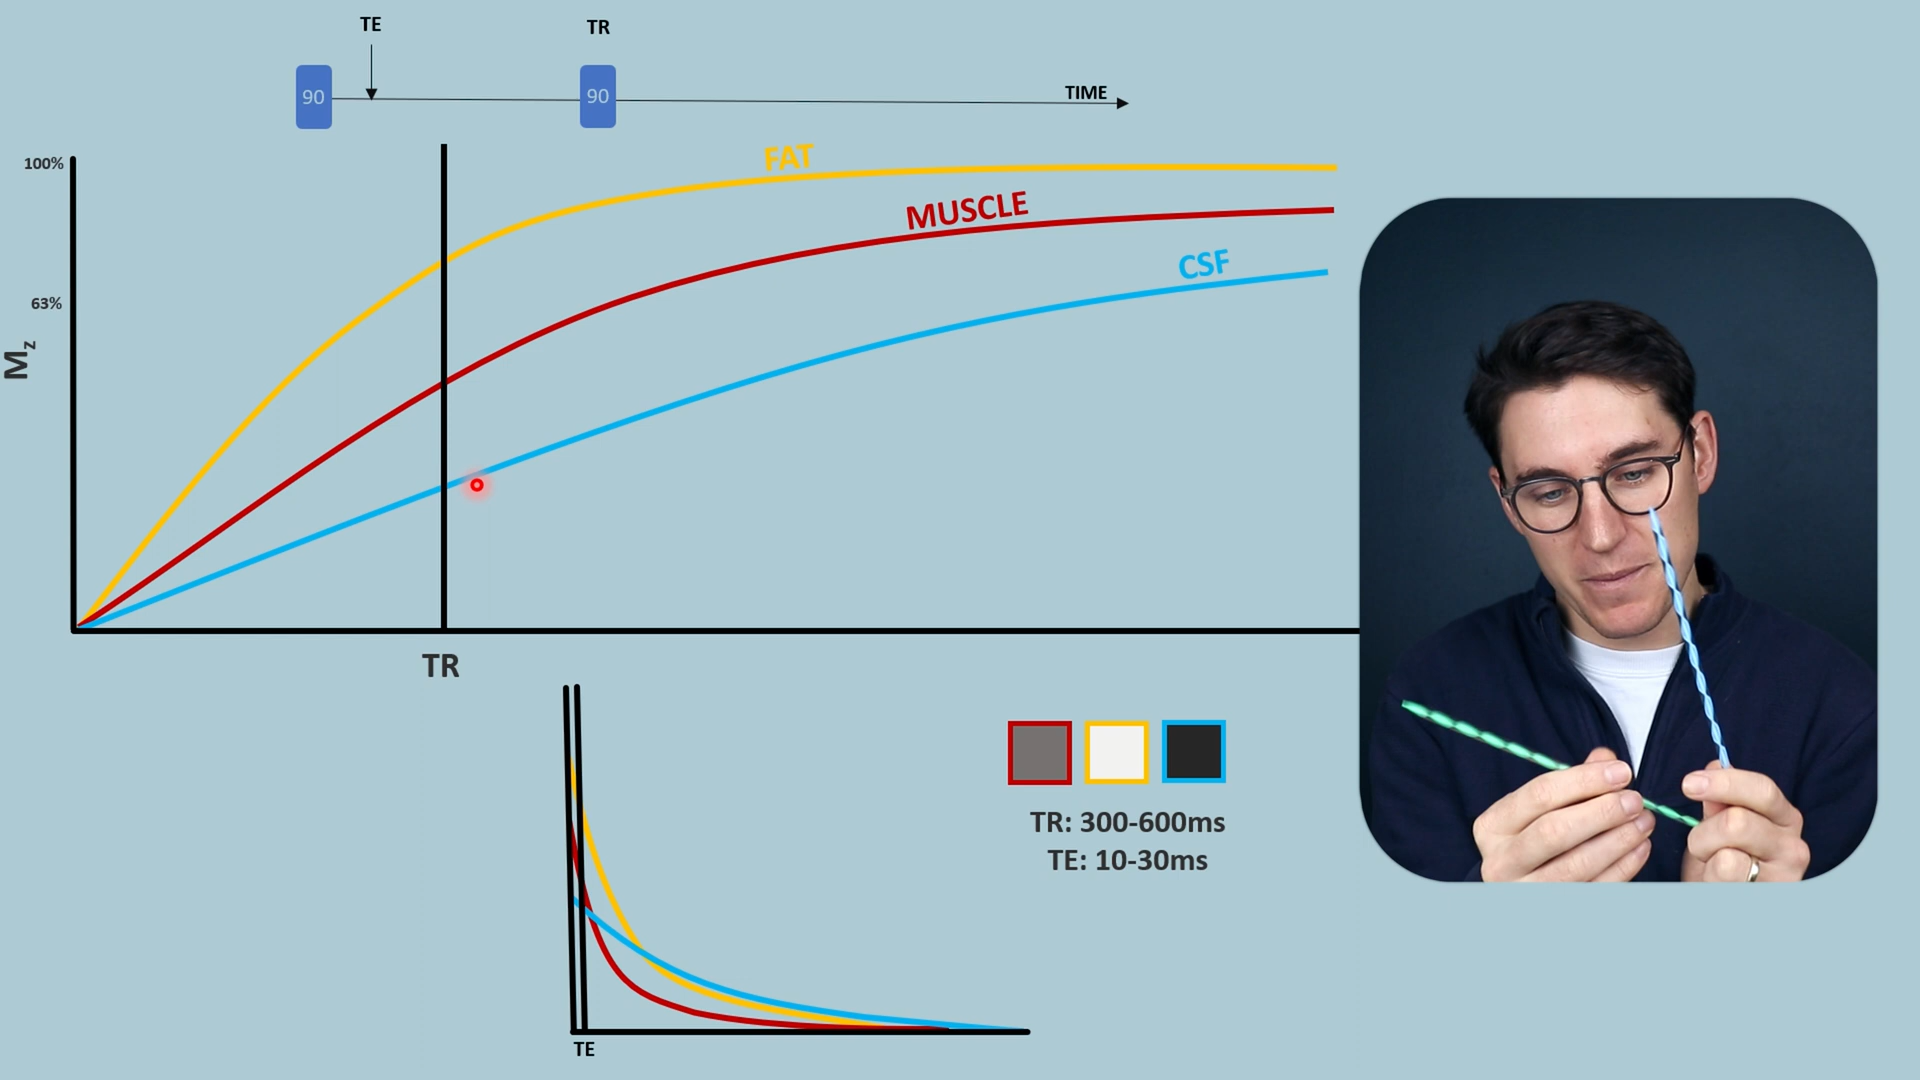 TE
TR
90
90
TIME
100%
FAT
MUSCLE
CSF
63%
Mz
TR
TR: 300-600ms
TE: 10-30ms
TE